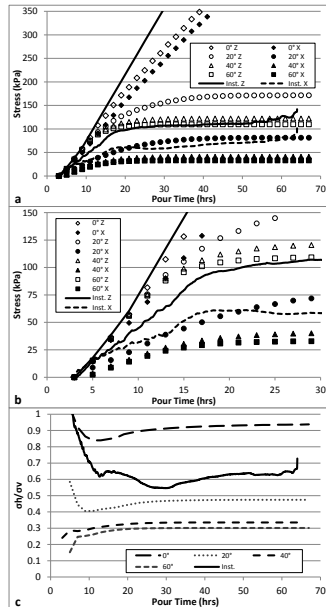 350
300
250
200
150
100
50
0
Stress (kPa)
0° Z
0° X
20° Z
20° X
40° Z
40° X
60° Z
60° X
Inst. Z
Inst. X
0 10 20 30 40 50 60 70
a
Pour Time (hrs)
150
125
100
75
50
25
0
Stress (kPa)
0° Z
0° X
20° Z
20° X
40° Z
40° X
60° Z
60° X
Inst. Z
Inst. X
0 5 10 15 20 25 30
b
Pour Time (hrs)
1
0.9
0.8
0.7
0.6
0.5
0.4
0.3
0.2
0.1
0
σh/σv
0° 20° 40°
60° Inst.
0 10 20 30 40 50 60 70
c
Pour Time (hrs)